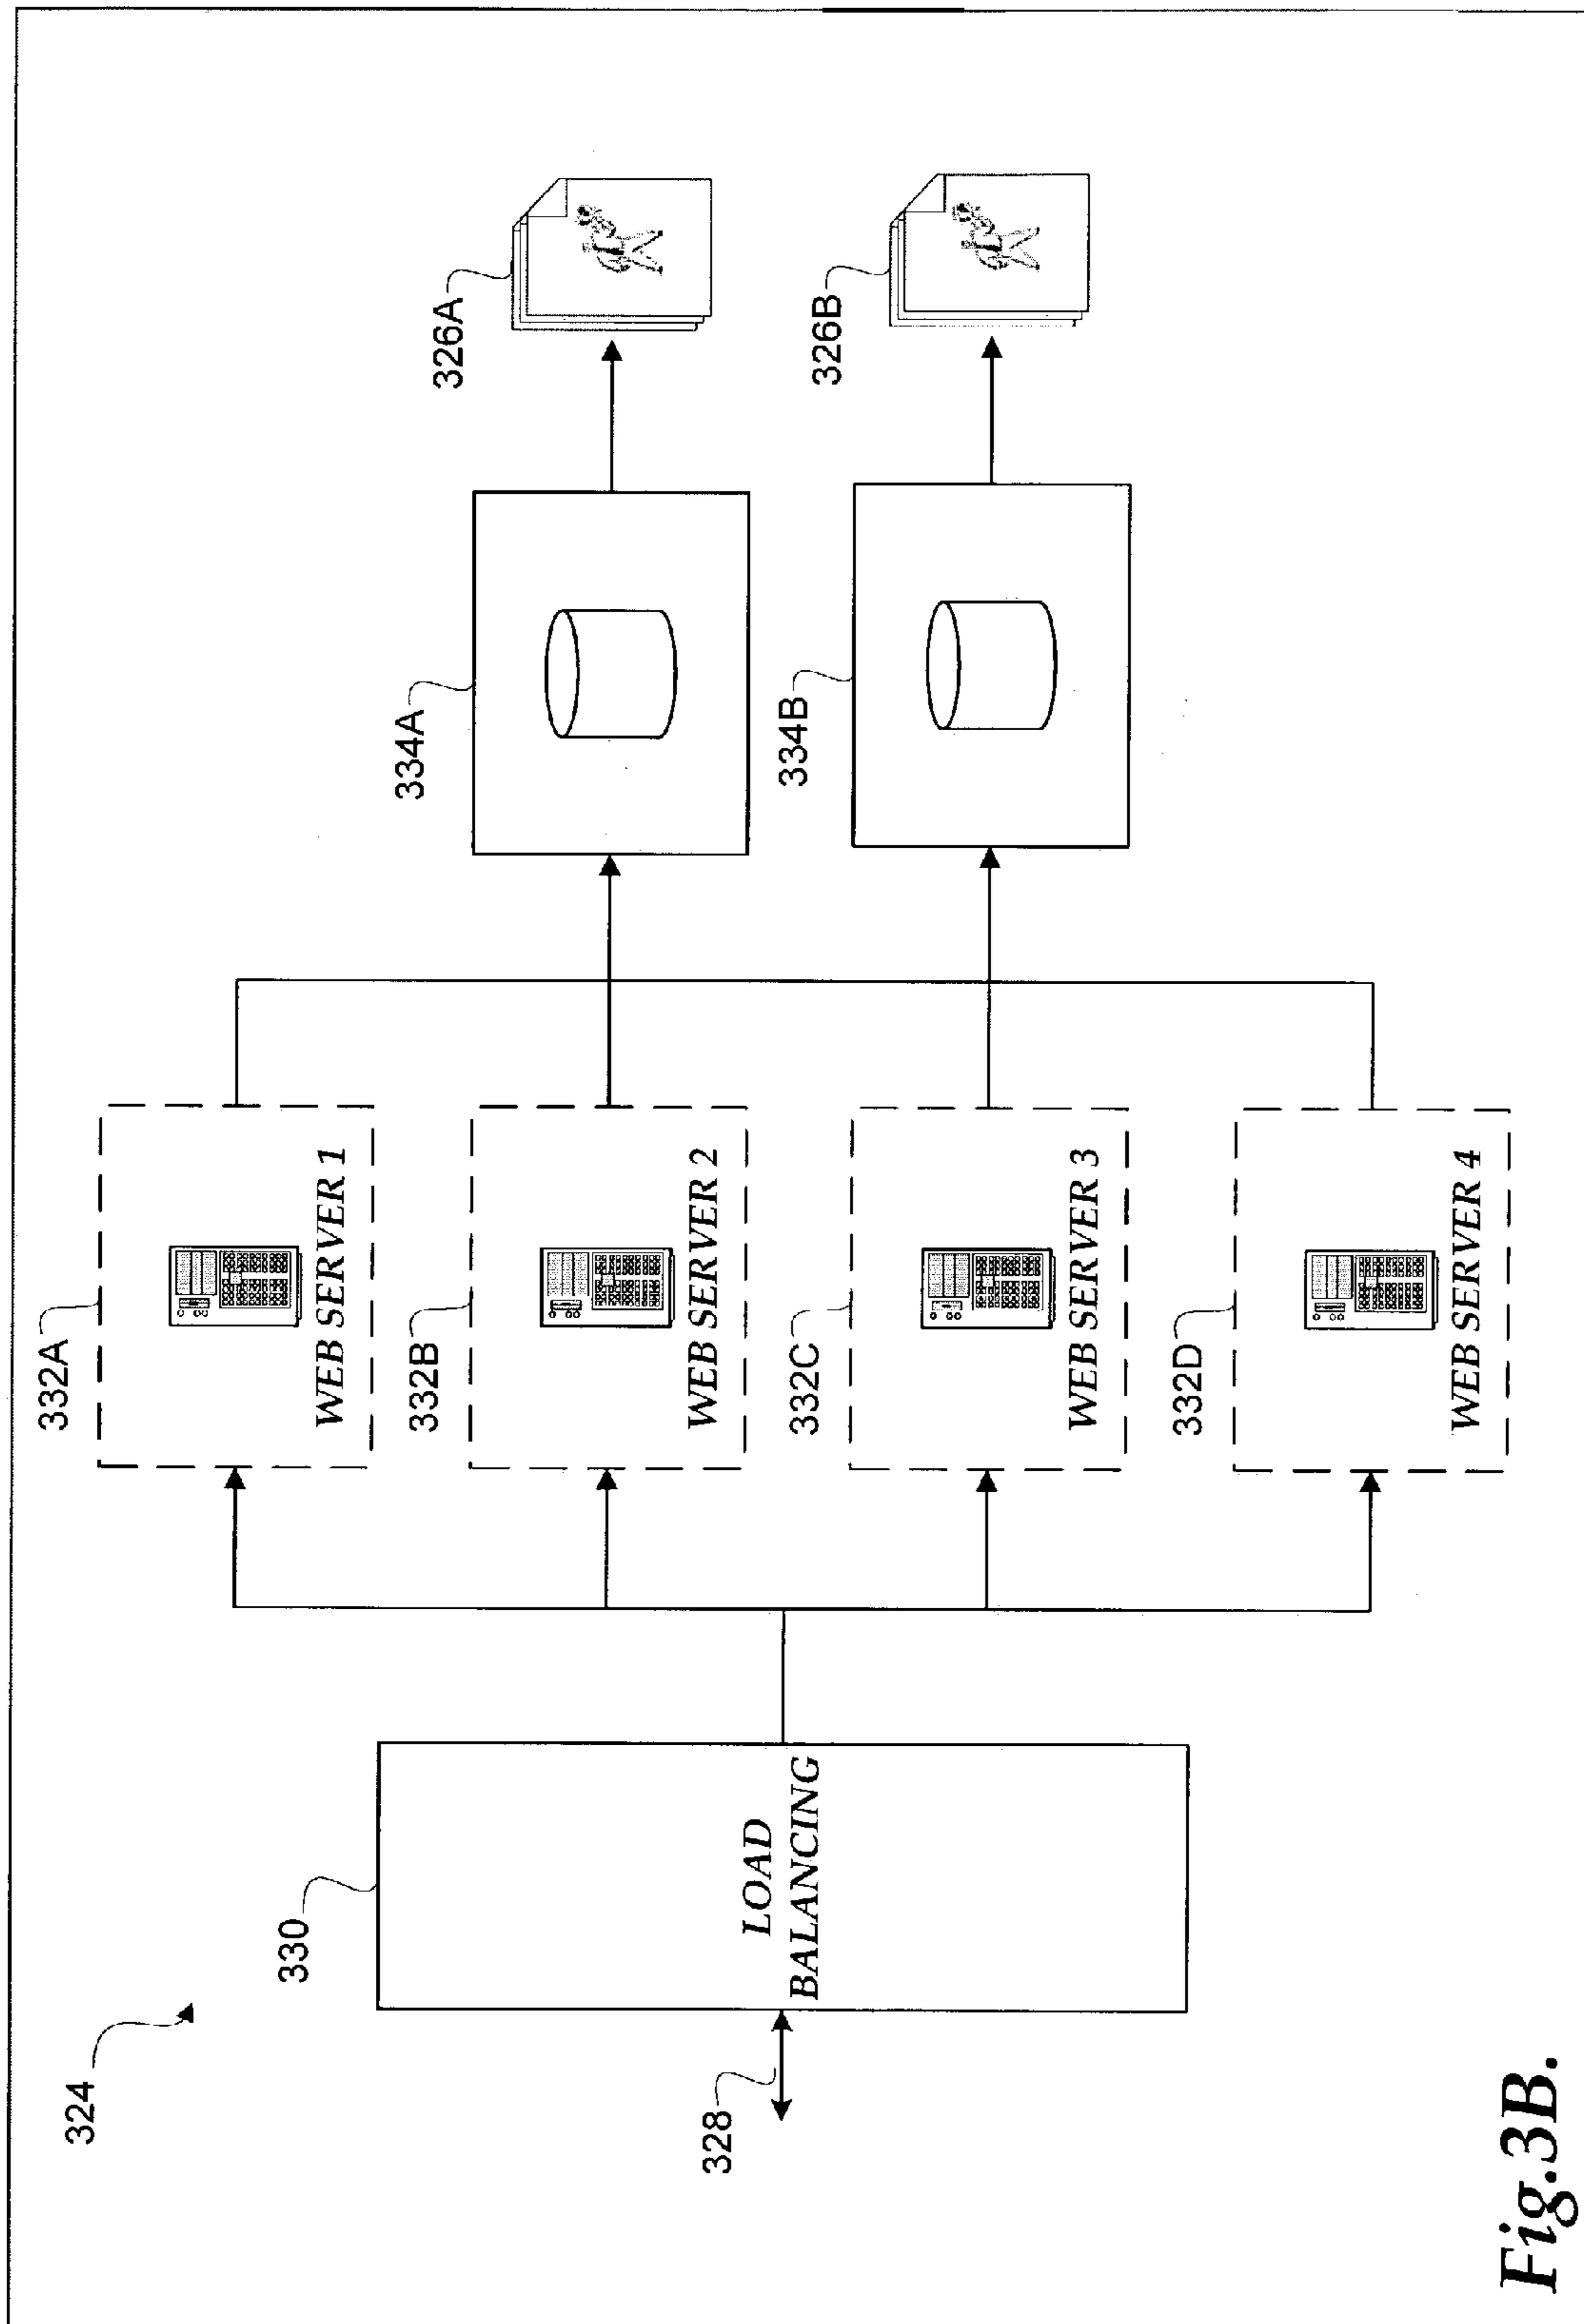 324
328
330
LOAD
BALANCING
332A
WEB SERVER 1
332B
WEB SERVER 2
332C
WEB SERVER 3
332D
WEB SERVER 4
334A
334B
326A
326B
Fig.3B.